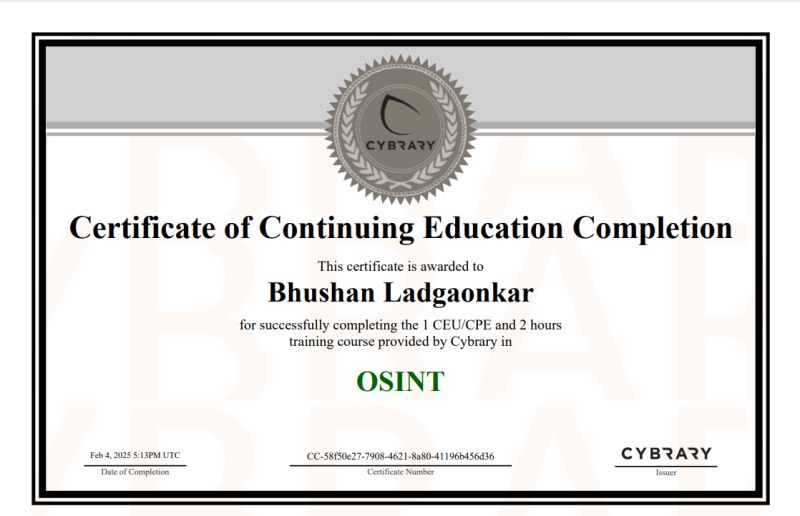 CYBRARY
Certificate of Continuing Education Completion
This certificate is awarded to
Bhushan Ladgaonkar
for successfully completing the 1 CEU/CPE and 2 hours
training course provided by Cybrary in
OSINT
Feb 4, 2025 5:13PM UTC
Date of Completion
CC-58f50e27-7908-4621-8a80-41196b456d36
Certificate Number
CYBRARY
Issuer